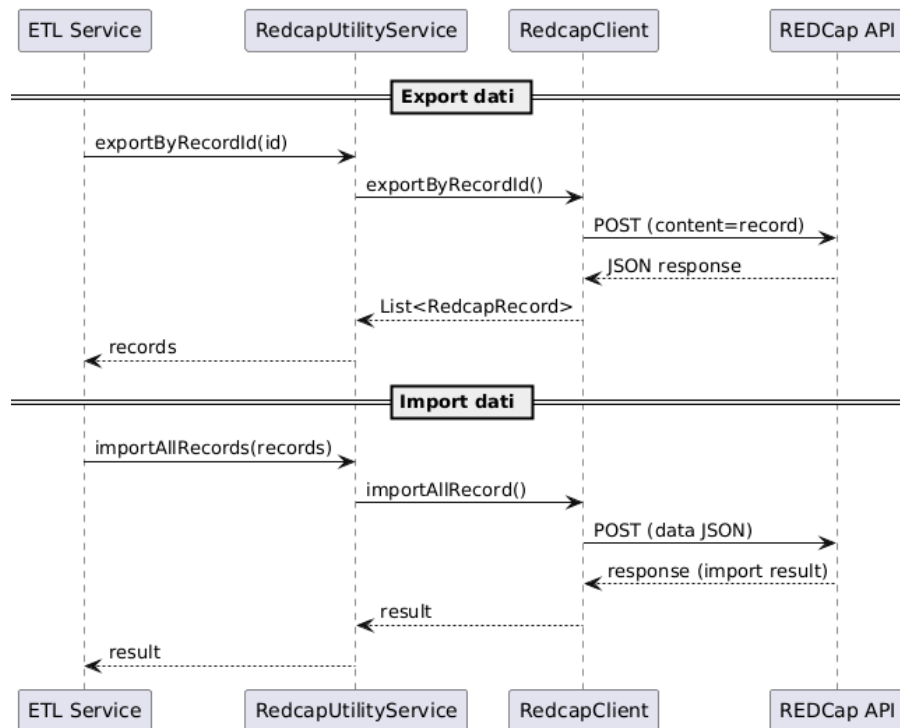 ETL Service RedcapUtilityService RedcapClient REDCap API
Export dati
exportByRecordId(id)
exportByRecordId()
POST (content=record)
JSON response
List<RedcapRecord>
records
Import dati
importAllRecords(records)
importAllRecord()
POST (data JSON)
response (import result)
result
result
ETL Service RedcapUtilityService RedcapClient REDCap API